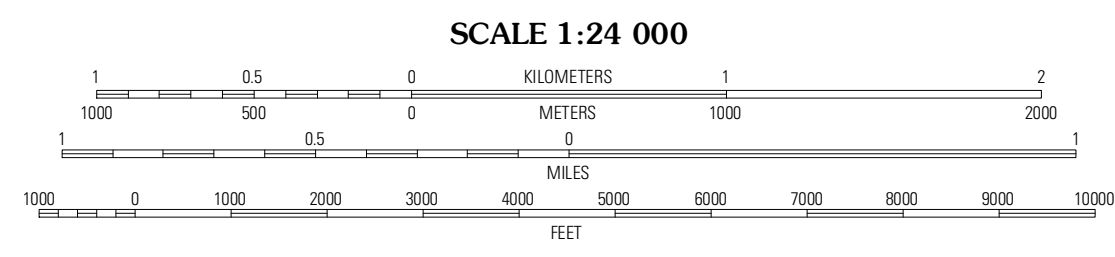 SCALE 1:24 000
1 0.5 0 KILOMETERS 1 2
1000 500 0 METERS 1000 2000
1 0.5 0 1
MILES
1000 0 1000 2000 3000 4000 5000 6000 7000 8000 9000 10000
FEET